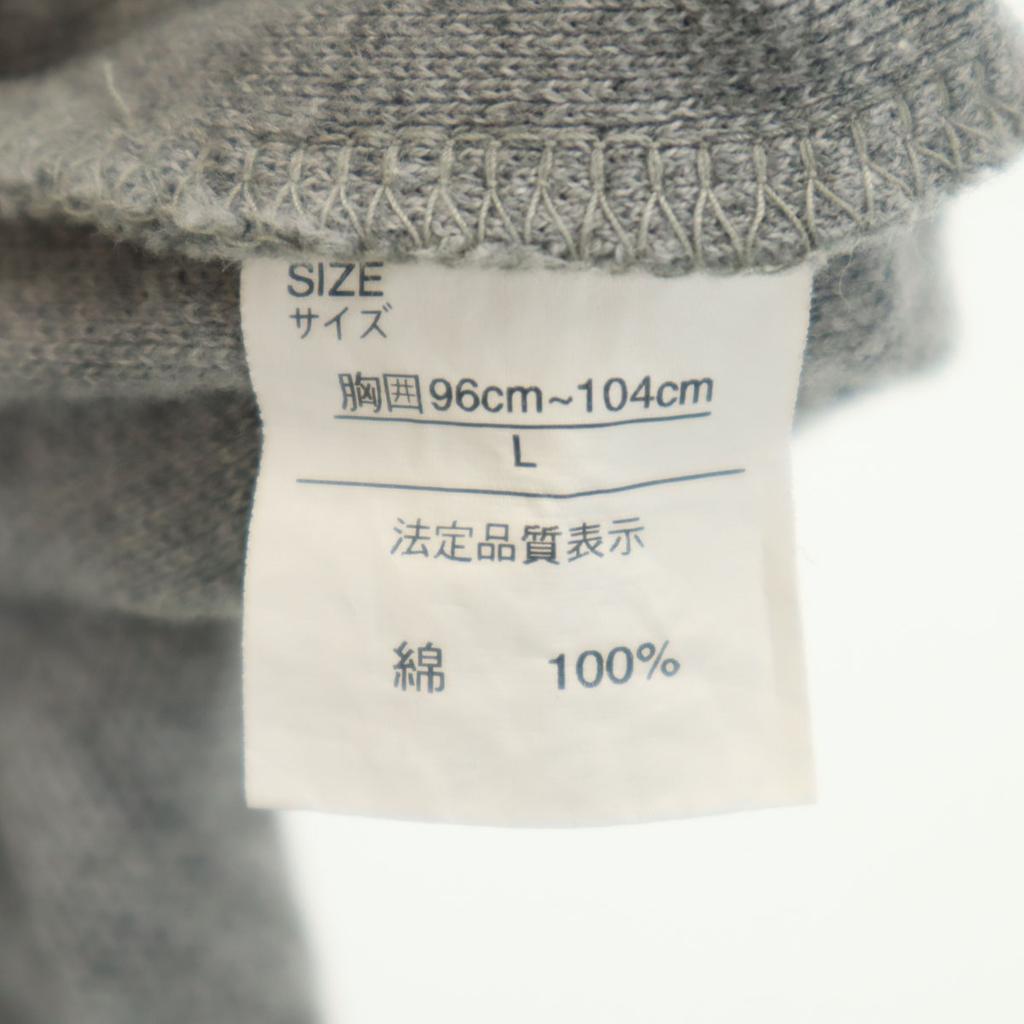 SIZE
サイズ
胸囲96cm~104cm
L
法定品質表示
綿 100%